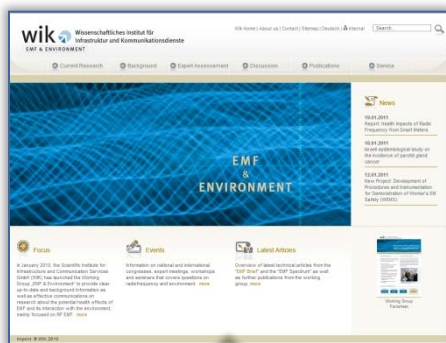 wik Home | About us | Contact | Sitemap | Deutsch | Internal
Search...
wik
Wissenschaftliches Institut für
Infrastruktur und Kommunikationsdienste
EMF & ENVIRONMENT
Current Research Background Expert Assessement Discussion Publications Service
EMF
&
ENVIRONMENT
News
19.01.2011
Report: Health Impacts of Radio
Frequency from Smart Meters
18.01.2011
Israeli epidemiological study on
the incidence of parotid gland
cancer
12.01.2011
New Project: Development of
Procedures and Instrumentation
for Demonstration of Worker's EM
Safety
Focus
In January 2010, the Scientific Institute for
Infrastructure and Communication Services
GmbH (WIK) has launched the Working
Group „EMF & Environment" to provide clear
up-to-date and background information as
well as effective communications on
research about the potential health effects of
EMF and its interaction with the environment,
mainly focused on RF EMF. more
Events
Information on national and international
congresses, expert meetings, workshops
and seminars that covers questions on
radiofrequency and environment. more
Latest Articles
Overview of latest technical articles from the
"EMF Brief" and the "EMF Spectrum" as well
as further publications from the working
group. more
Working Group
Factsheet
Imprint © WIK 2010